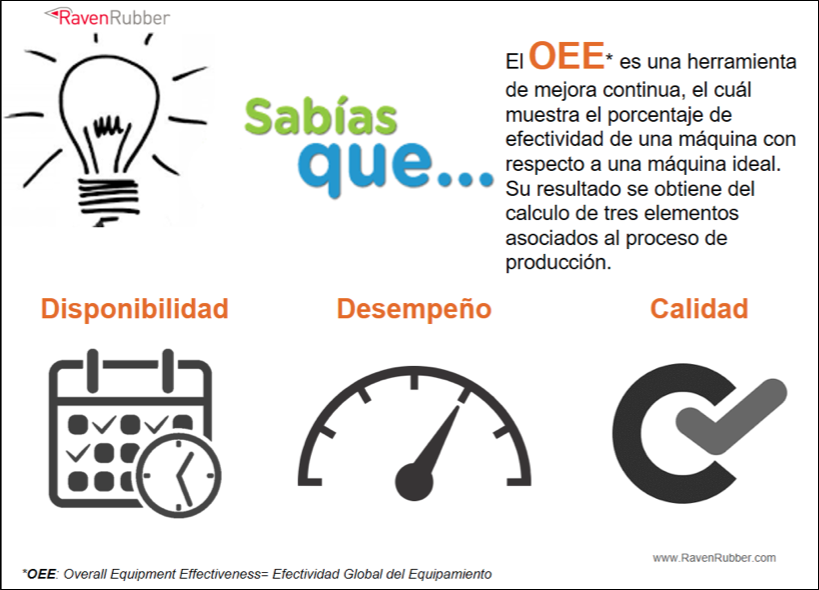 RavenRubber
Sabías
que...
El OEE* es una herramienta
de mejora continua, el cuál
muestra el porcentaje de
efectividad de una máquina con
respecto a una máquina ideal.
Su resultado se obtiene del
calculo de tres elementos
asociados al proceso de
producción.
Disponibilidad
Desempeño
Calidad
www.RavenRubber.com
*OEE: Overall Equipment Effectiveness= Efectividad Global del Equipamiento